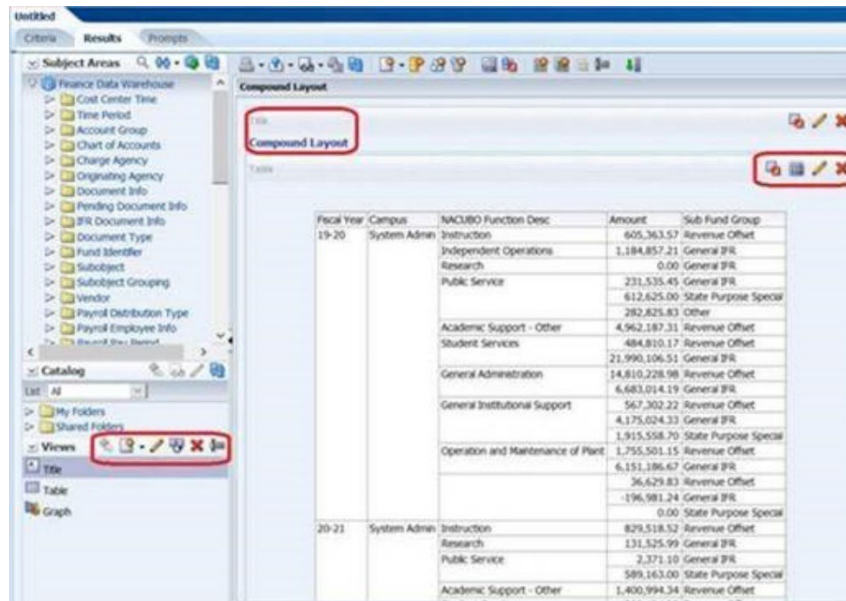 Untitled
Criteria Results Prompts
Subject Areas
Finance Data Warehouse
Cost Center Time
Time Period
Account Group
Chart of Accounts
Charge Agency
Originating Agency
Document Info
Pending Document Info
IFR Document Info
Document Type
Fund Identifier
Subobject
Subobject Grouping
Vendor
Payroll Distribution Type
Payroll Employee Info
Payroll Pay Period
Catalog
List All
My Folders
Shared Folders
Views
Title
Table
Graph
Compound Layout
Title
Compound Layout
Table
Fiscal Year Campus NACUBO Function Desc Amount Sub Fund Group
19-20 System Admin Instruction 605,363.57 Revenue Offset
Independent Operations 1,184,857.21 General IFR
Research 0.00 General IFR
Public Service 231,535.45 General IFR
612,625.00 State Purpose Special
282,825.83 Other
Academic Support - Other 4,962,187.31 Revenue Offset
Student Services 484,810.17 Revenue Offset
21,990,106.51 General IFR
General Administration 14,810,228.98 Revenue Offset
6,683,014.19 General IFR
General Institutional Support 567,302.22 Revenue Offset
4,175,024.33 General IFR
1,915,558.70 State Purpose Special
Operation and Maintenance of Plant 1,755,501.15 Revenue Offset
6,151,186.67 General IFR
36,629.83 Revenue Offset
-196,981.24 General IFR
0.00 State Purpose Special
20-21 System Admin Instruction 829,518.52 Revenue Offset
Research 131,525.99 General IFR
Public Service 2,371.10 General IFR
589,163.00 State Purpose Special
Academic Support - Other 1,400,994.34 Revenue Offset